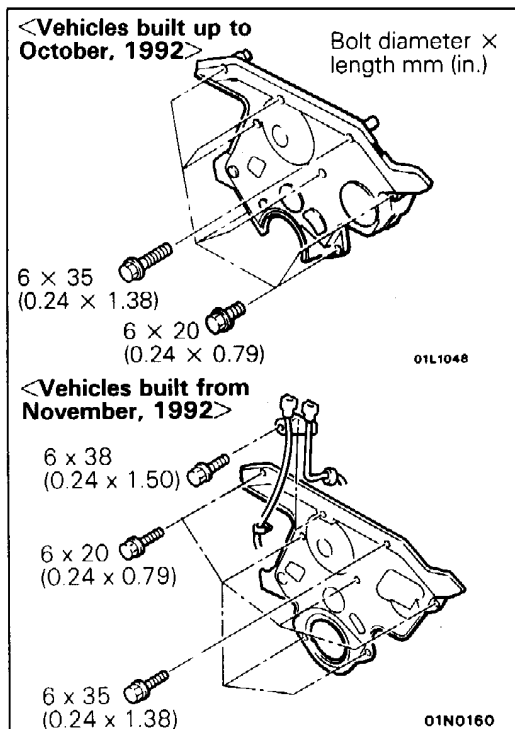 <Vehicles built up to
October, 1992>
Bolt diameter ×
length mm (in.)
6 × 35
(0.24 × 1.38)
6 × 20
(0.24 × 0.79)
01L1048
<Vehicles built from
November, 1992>
6 x 38
(0.24 x 1.50)
6 x 20
(0.24 x 0.79)
6 x 35
(0.24 x 1.38)
01N0160